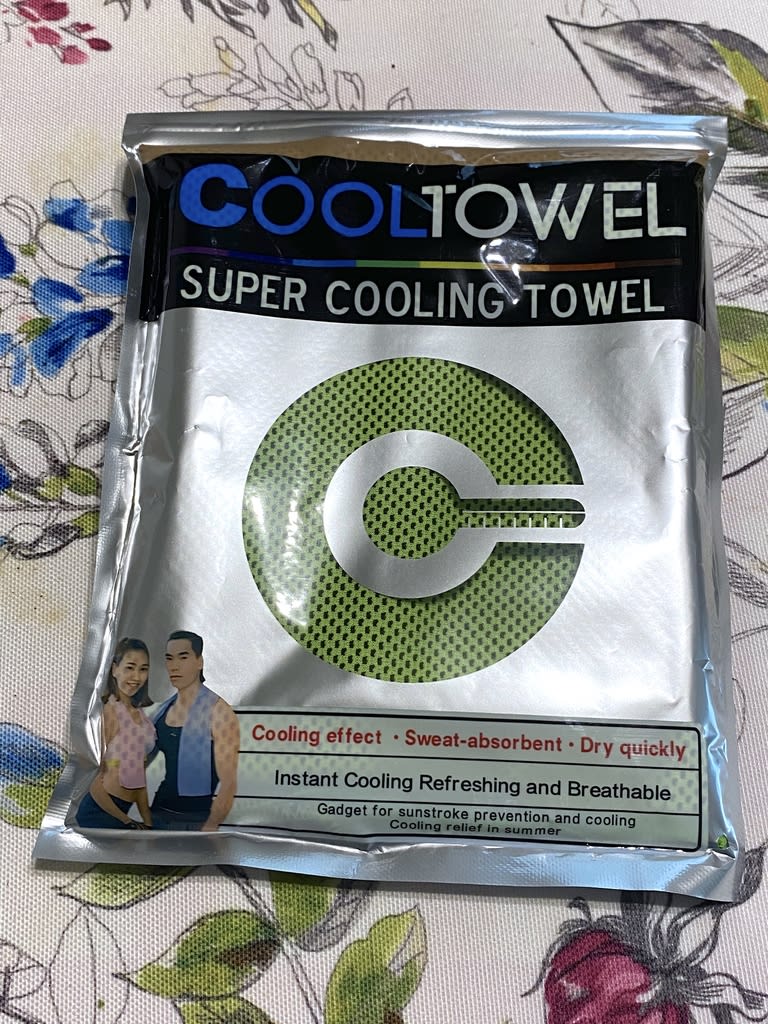 COOLTOWEL
SUPER COOLING TOWEL
Cooling effect · Sweat-absorbent · Dry quickly
Instant Cooling Refreshing and Breathable
Gadget for sunstroke prevention and cooling
Cooling relief in summer